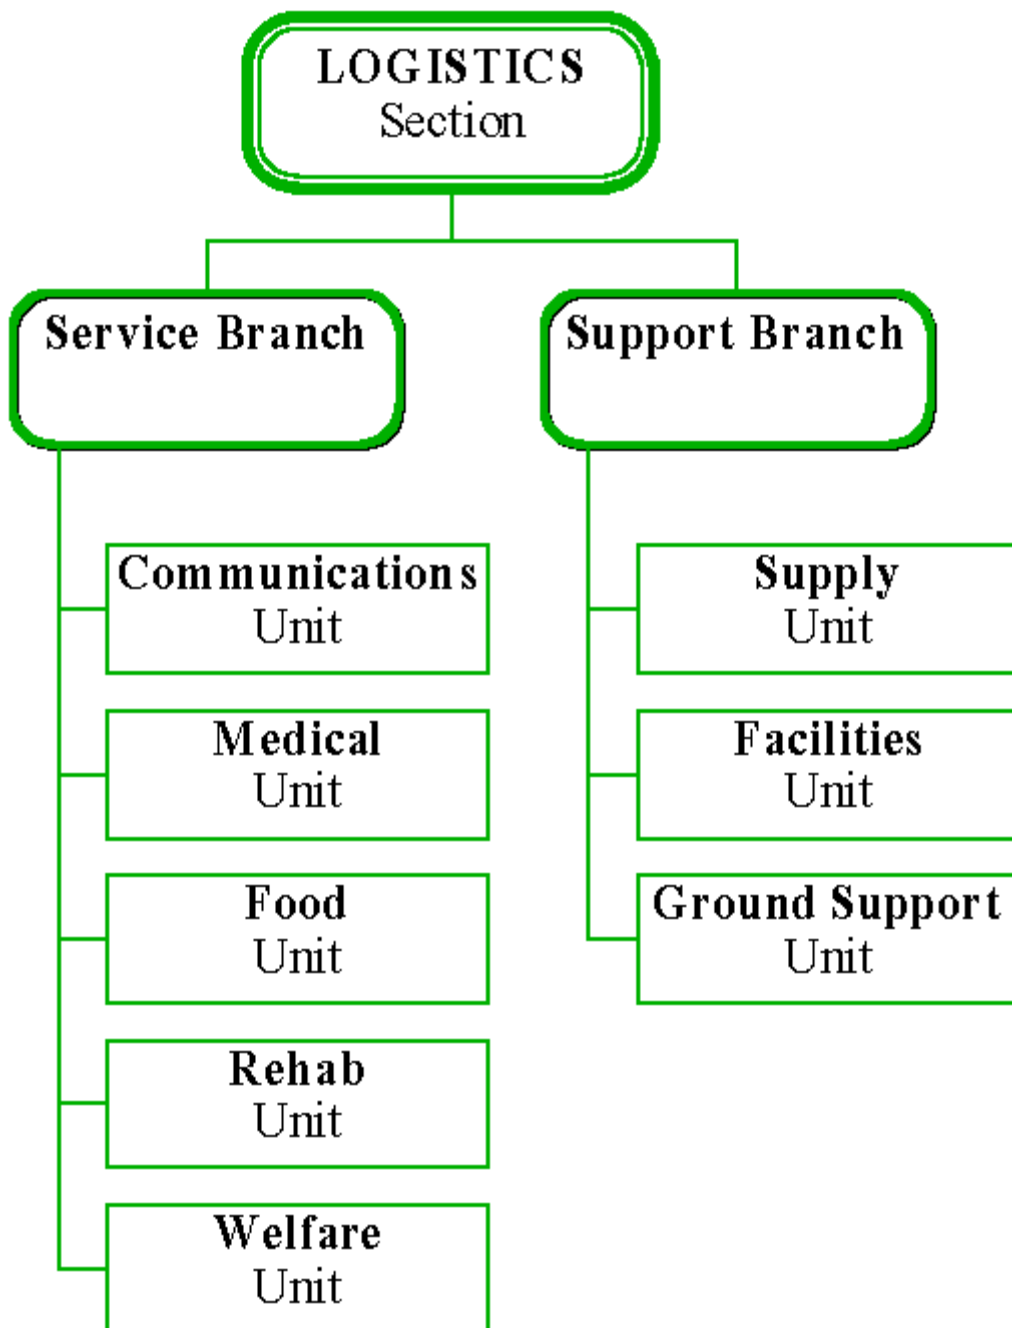 LOGISTICS
Section
Service Branch
Support Branch
Communications
Unit
Medical
Unit
Food
Unit
Rehab
Unit
Welfare
Unit
Supply
Unit
Facilities
Unit
Ground Support
Unit